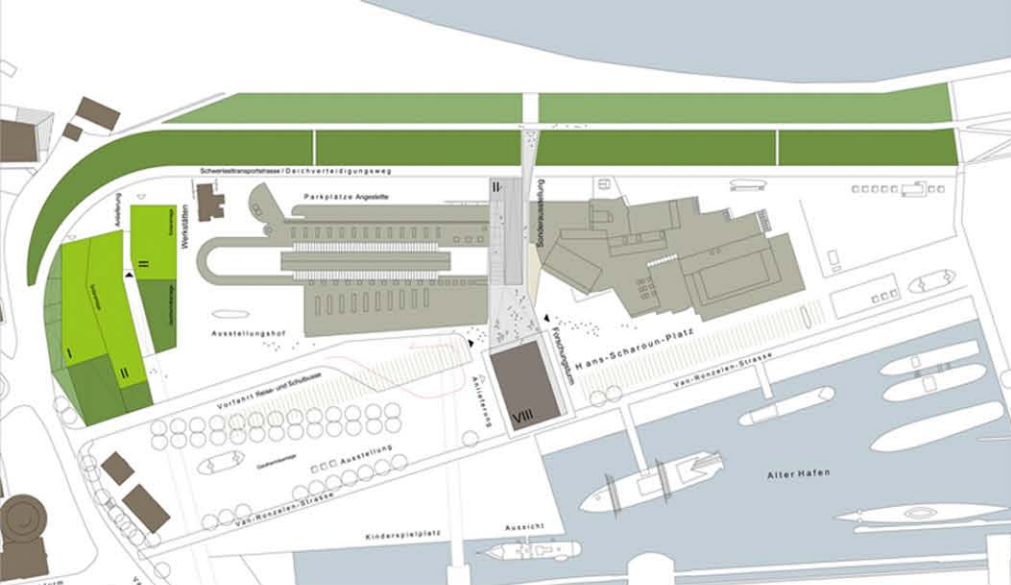 Schwerlasttransportstrasse / Deichverteidigungsweg
Parkplätze Angestellte
II
Sonderausstellung
Anlieferung
Werkstätten
II
I
II
Ausstellungshof
Forschungsturm
Hans-Scharoun-Platz
Van-Ronzelen-Strasse
Vorfahrt Reise- und Schulbusse
Anlieferung
VIII
Ausstellung
Van-Ronzelen-Strasse
Alter Hafen
Aussicht
Kinderspielplatz